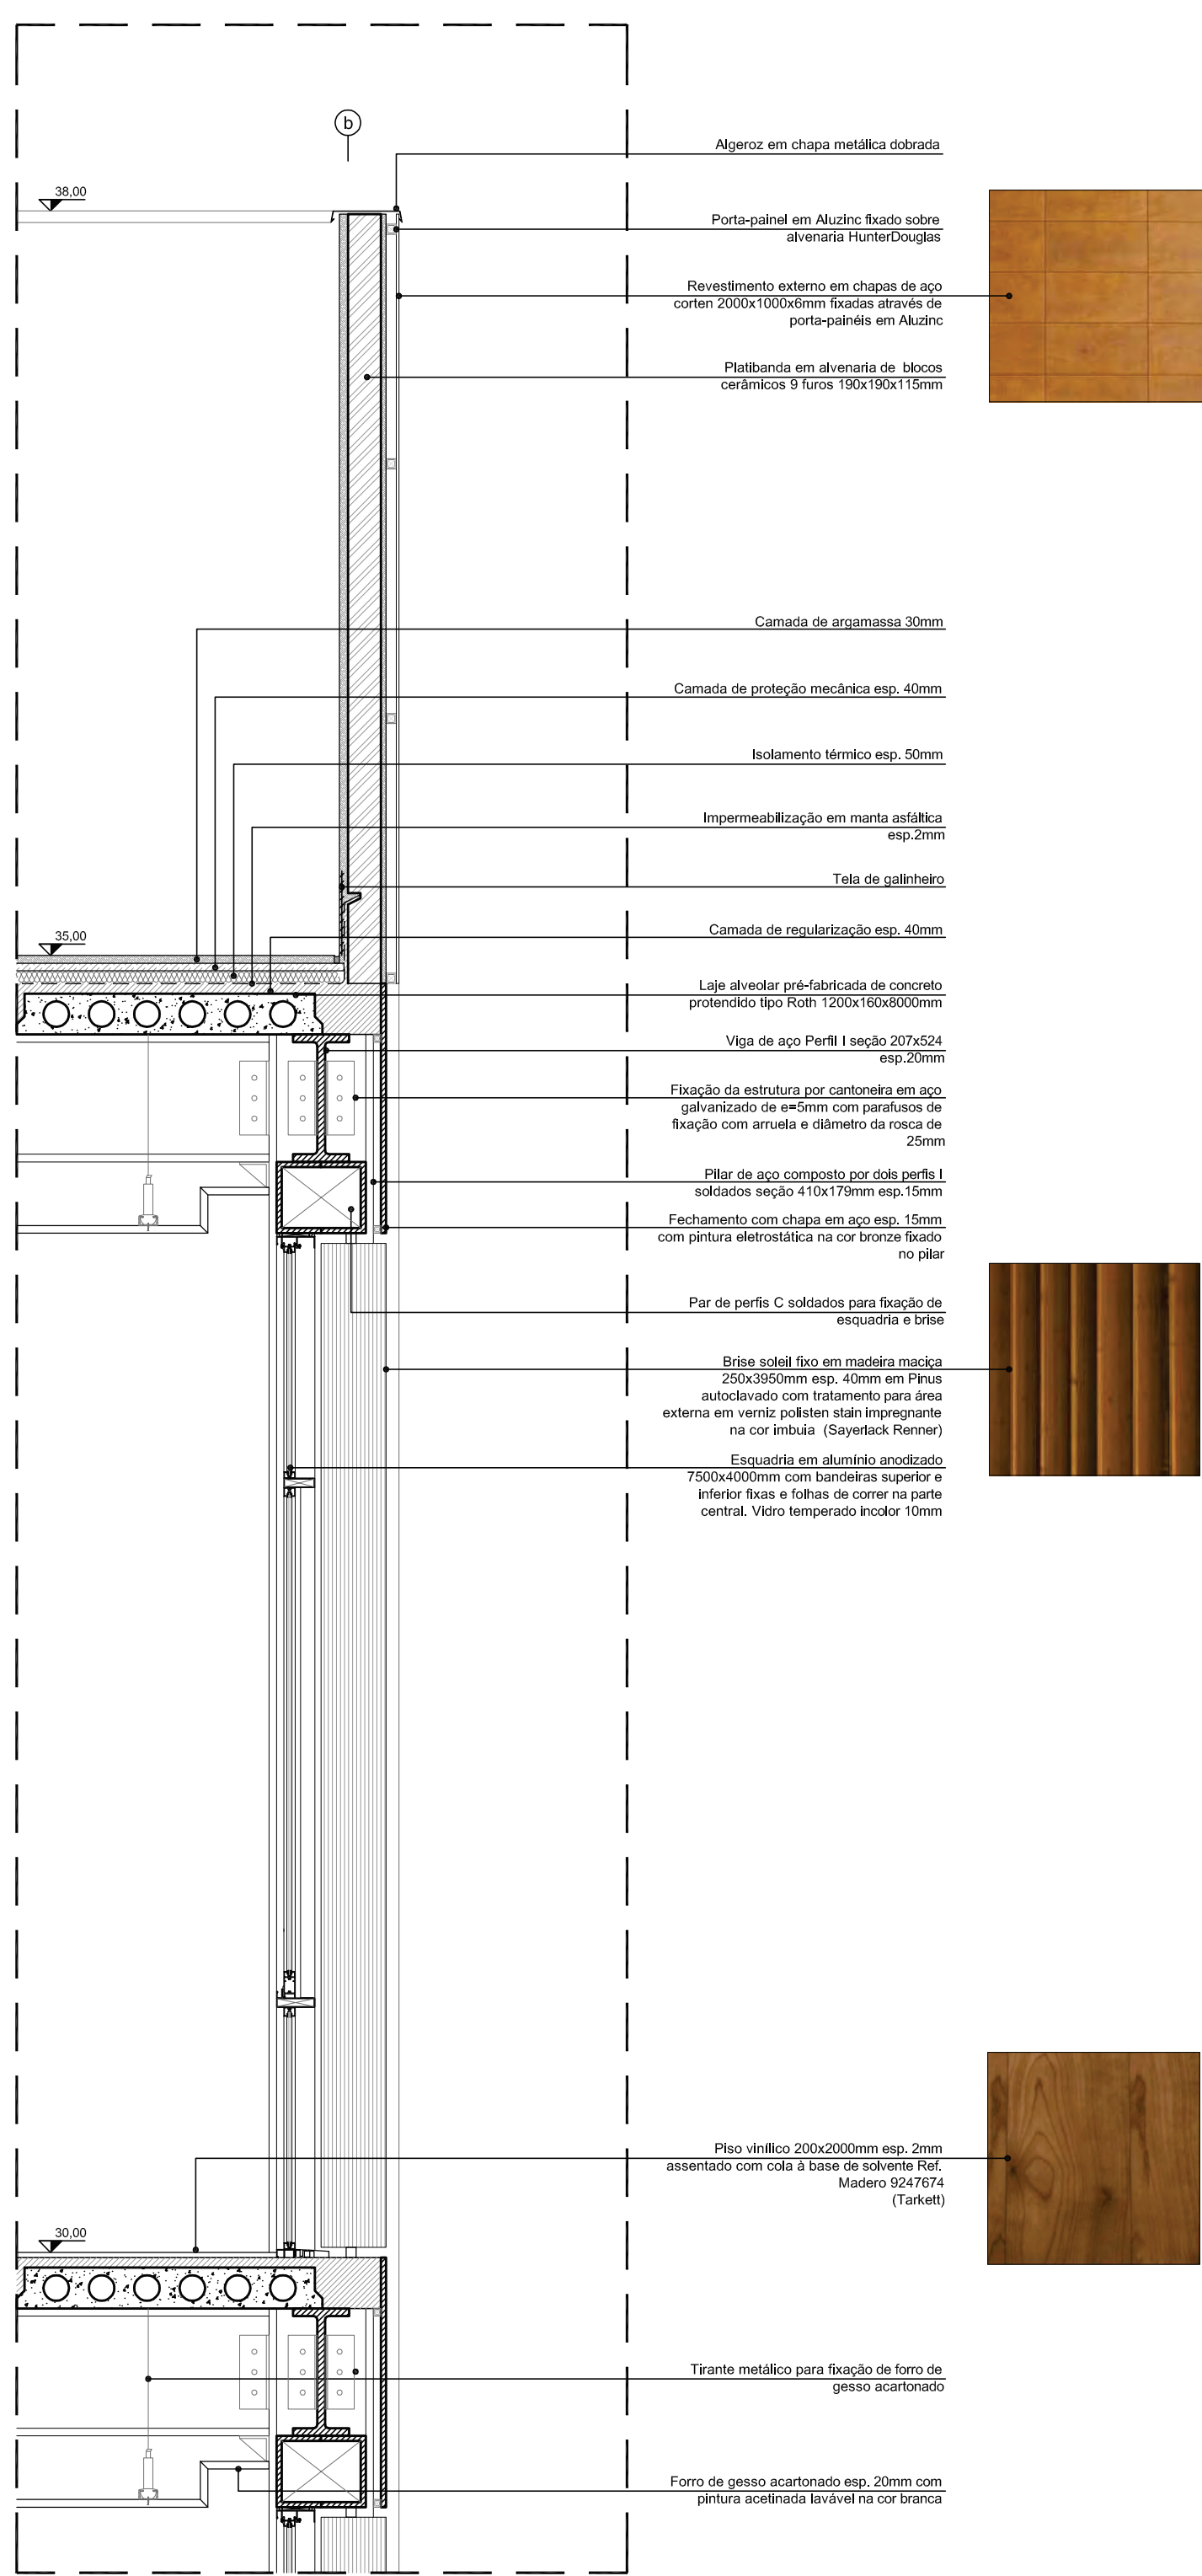 b
Algeroz em chapa metálica dobrada
38,00
Porta-painel em Aluzinc fixado sobre
alvenaria HunterDouglas
Revestimento externo em chapas de aço
corten 2000x1000x6mm fixadas através de
porta-painéis em Aluzinc
Platibanda em alvenaria de blocos
cerâmicos 9 furos 190x190x115mm
Camada de argamassa 30mm
Camada de proteção mecânica esp. 40mm
Isolamento térmico esp. 50mm
Impermeabilização em manta asfáltica
esp.2mm
Tela de galinheiro
Camada de regularização esp. 40mm
35,00
Laje alveolar pré-fabricada de concreto
protendido tipo Roth 1200x160x8000mm
Viga de aço Perfil I seção 207x524
esp.20mm
Fixação da estrutura por cantoneira em aço
galvanizado de e=5mm com parafusos de
fixação com arruela e diâmetro da rosca de
25mm
Pilar de aço composto por dois perfis I
soldados seção 410x179mm esp.15mm
Fechamento com chapa em aço esp. 15mm
com pintura eletrostática na cor bronze fixado
no pilar
Par de perfis C soldados para fixação de
esquadria e brise
Brise soleil fixo em madeira maciça
250x3950mm esp. 40mm em Pinus
autoclavado com tratamento para área
externa em verniz polisten stain impregnante
na cor imbuia (Sayerlack Renner)
Esquadria em alumínio anodizado
7500x4000mm com bandeiras superior e
inferior fixas e folhas de correr na parte
central. Vidro temperado incolor 10mm
Piso vinílico 200x2000mm esp. 2mm
assentado com cola à base de solvente Ref.
Madero 9247674
(Tarkett)
30,00
Tirante metálico para fixação de forro de
gesso acartonado
Forro de gesso acartonado esp. 20mm com
pintura acetinada lavável na cor branca